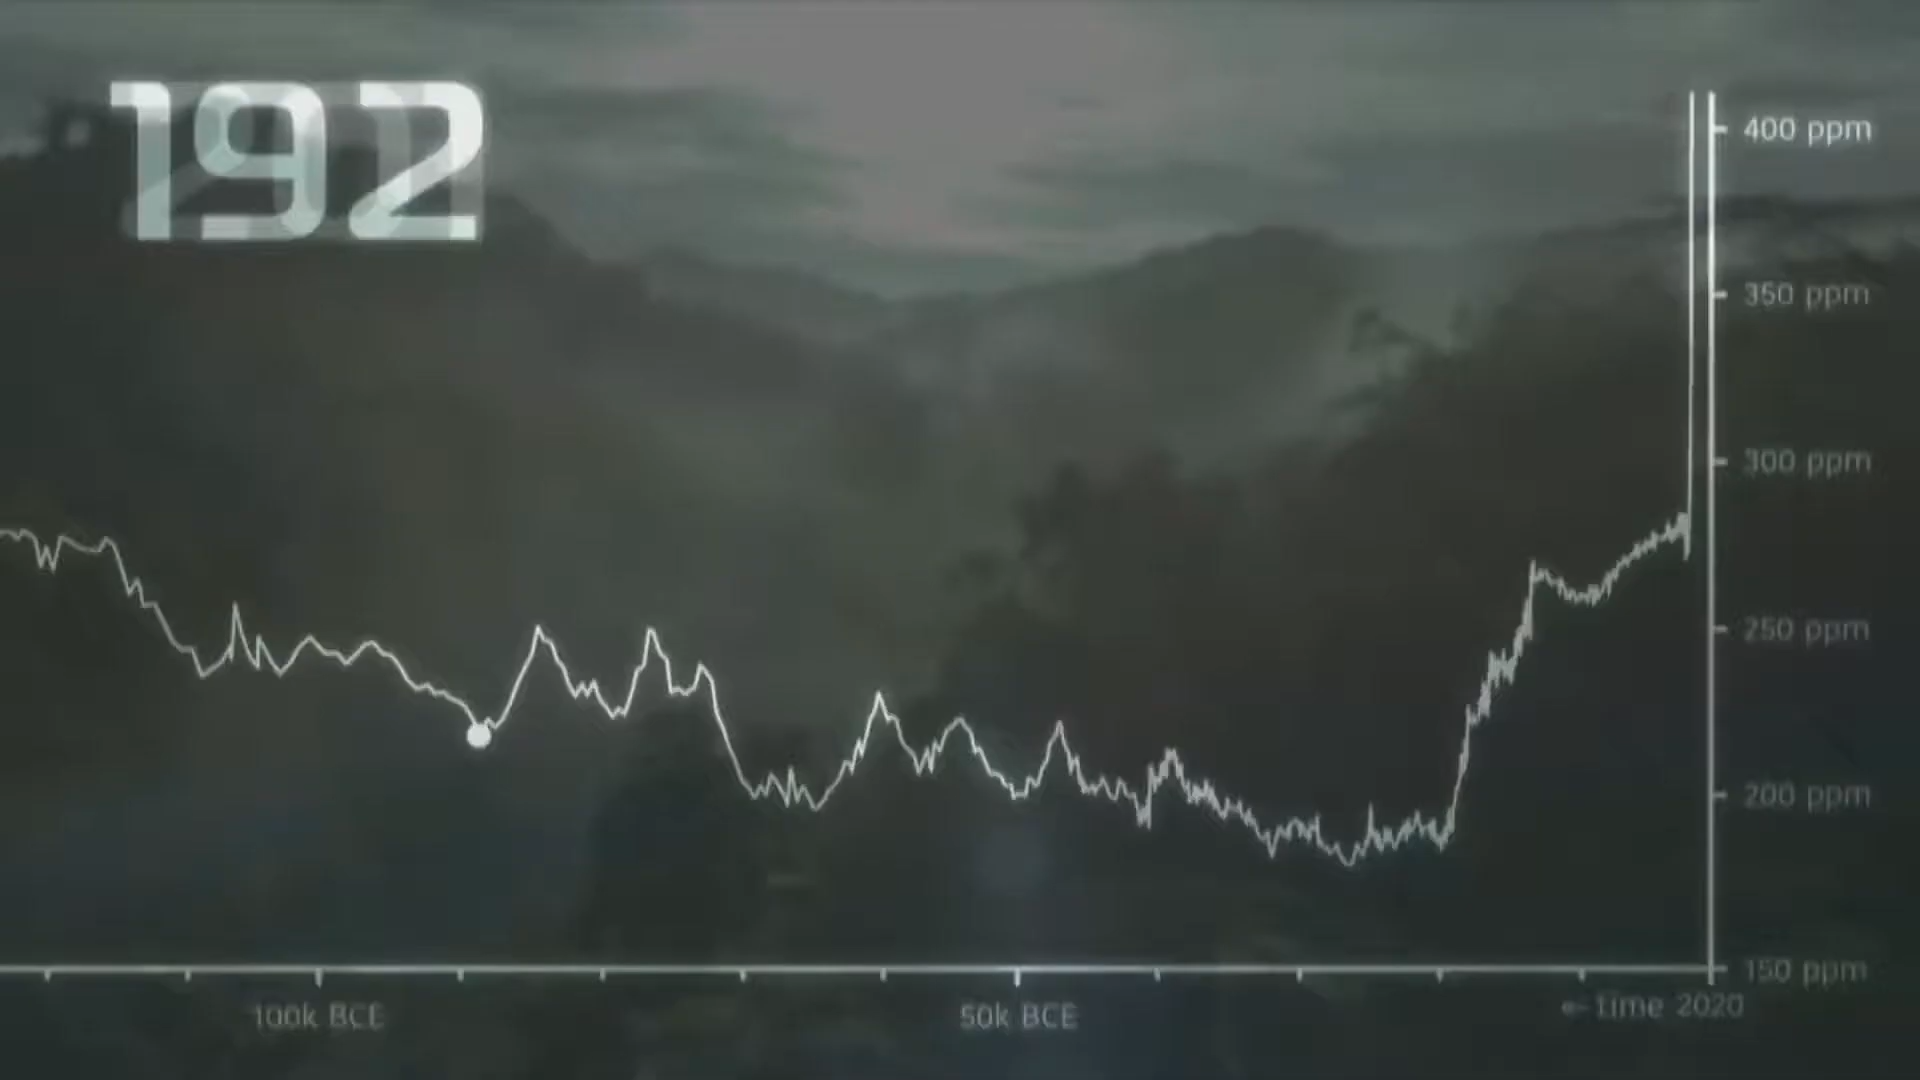 192
400 ppm
350 ppm
300 ppm
250 ppm
200 ppm
150 ppm
100k BCE
50k BCE
← time 2020